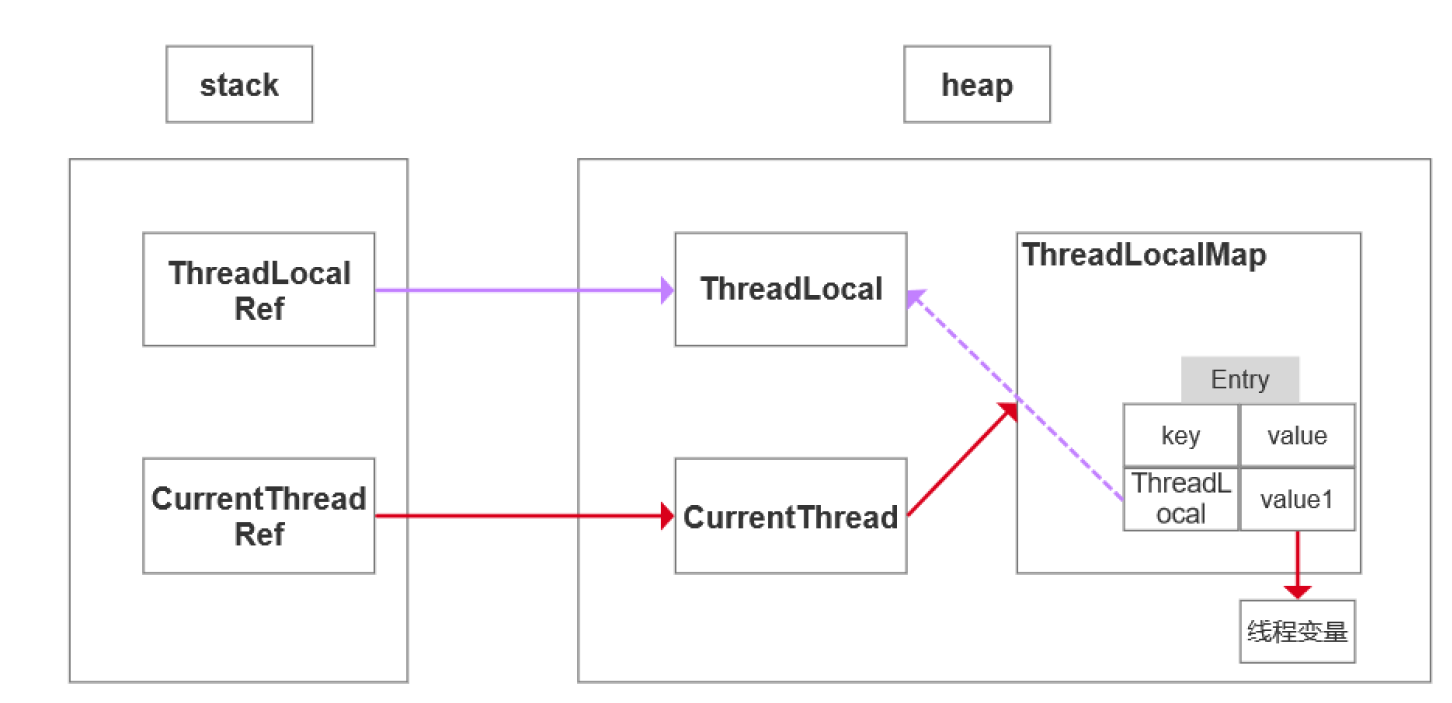 stack
heap
ThreadLocal
Ref
ThreadLocal
ThreadLocalMap
Entry
key
value
ThreadL
ocal
value1
CurrentThread
Ref
CurrentThread
线程变量